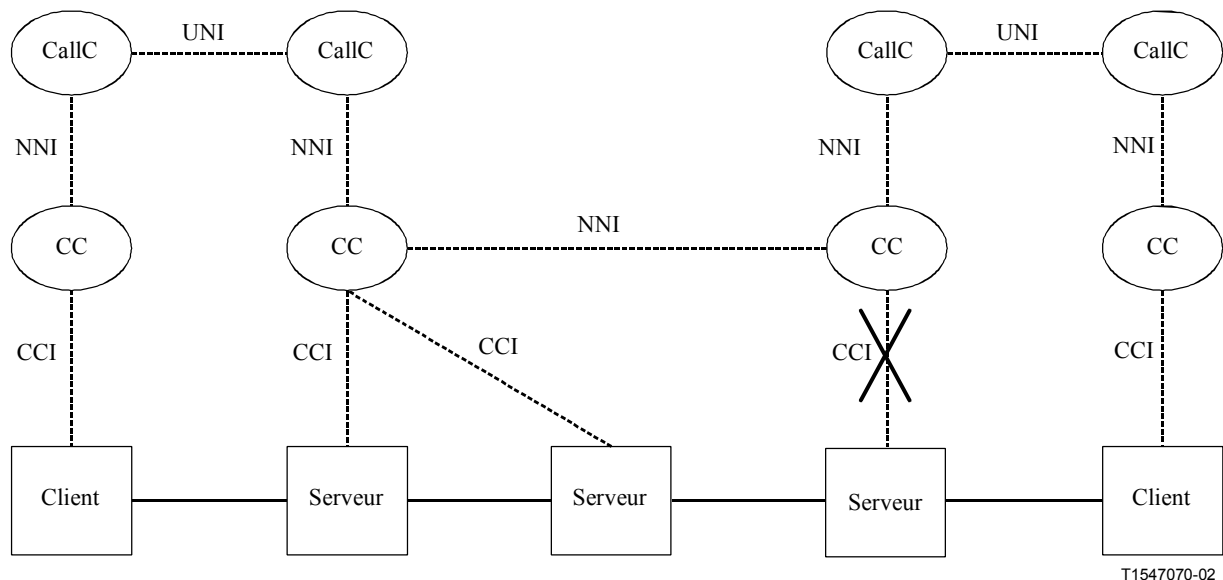 UNI
UNI
CallC
CallC
CallC
CallC
NNI
NNI
NNI
NNI
NNI
CC
CC
CC
CC
CCI
CCI
CCI
CCI
CCI
Client
Serveur
Serveur
Serveur
Client
T1547070-02